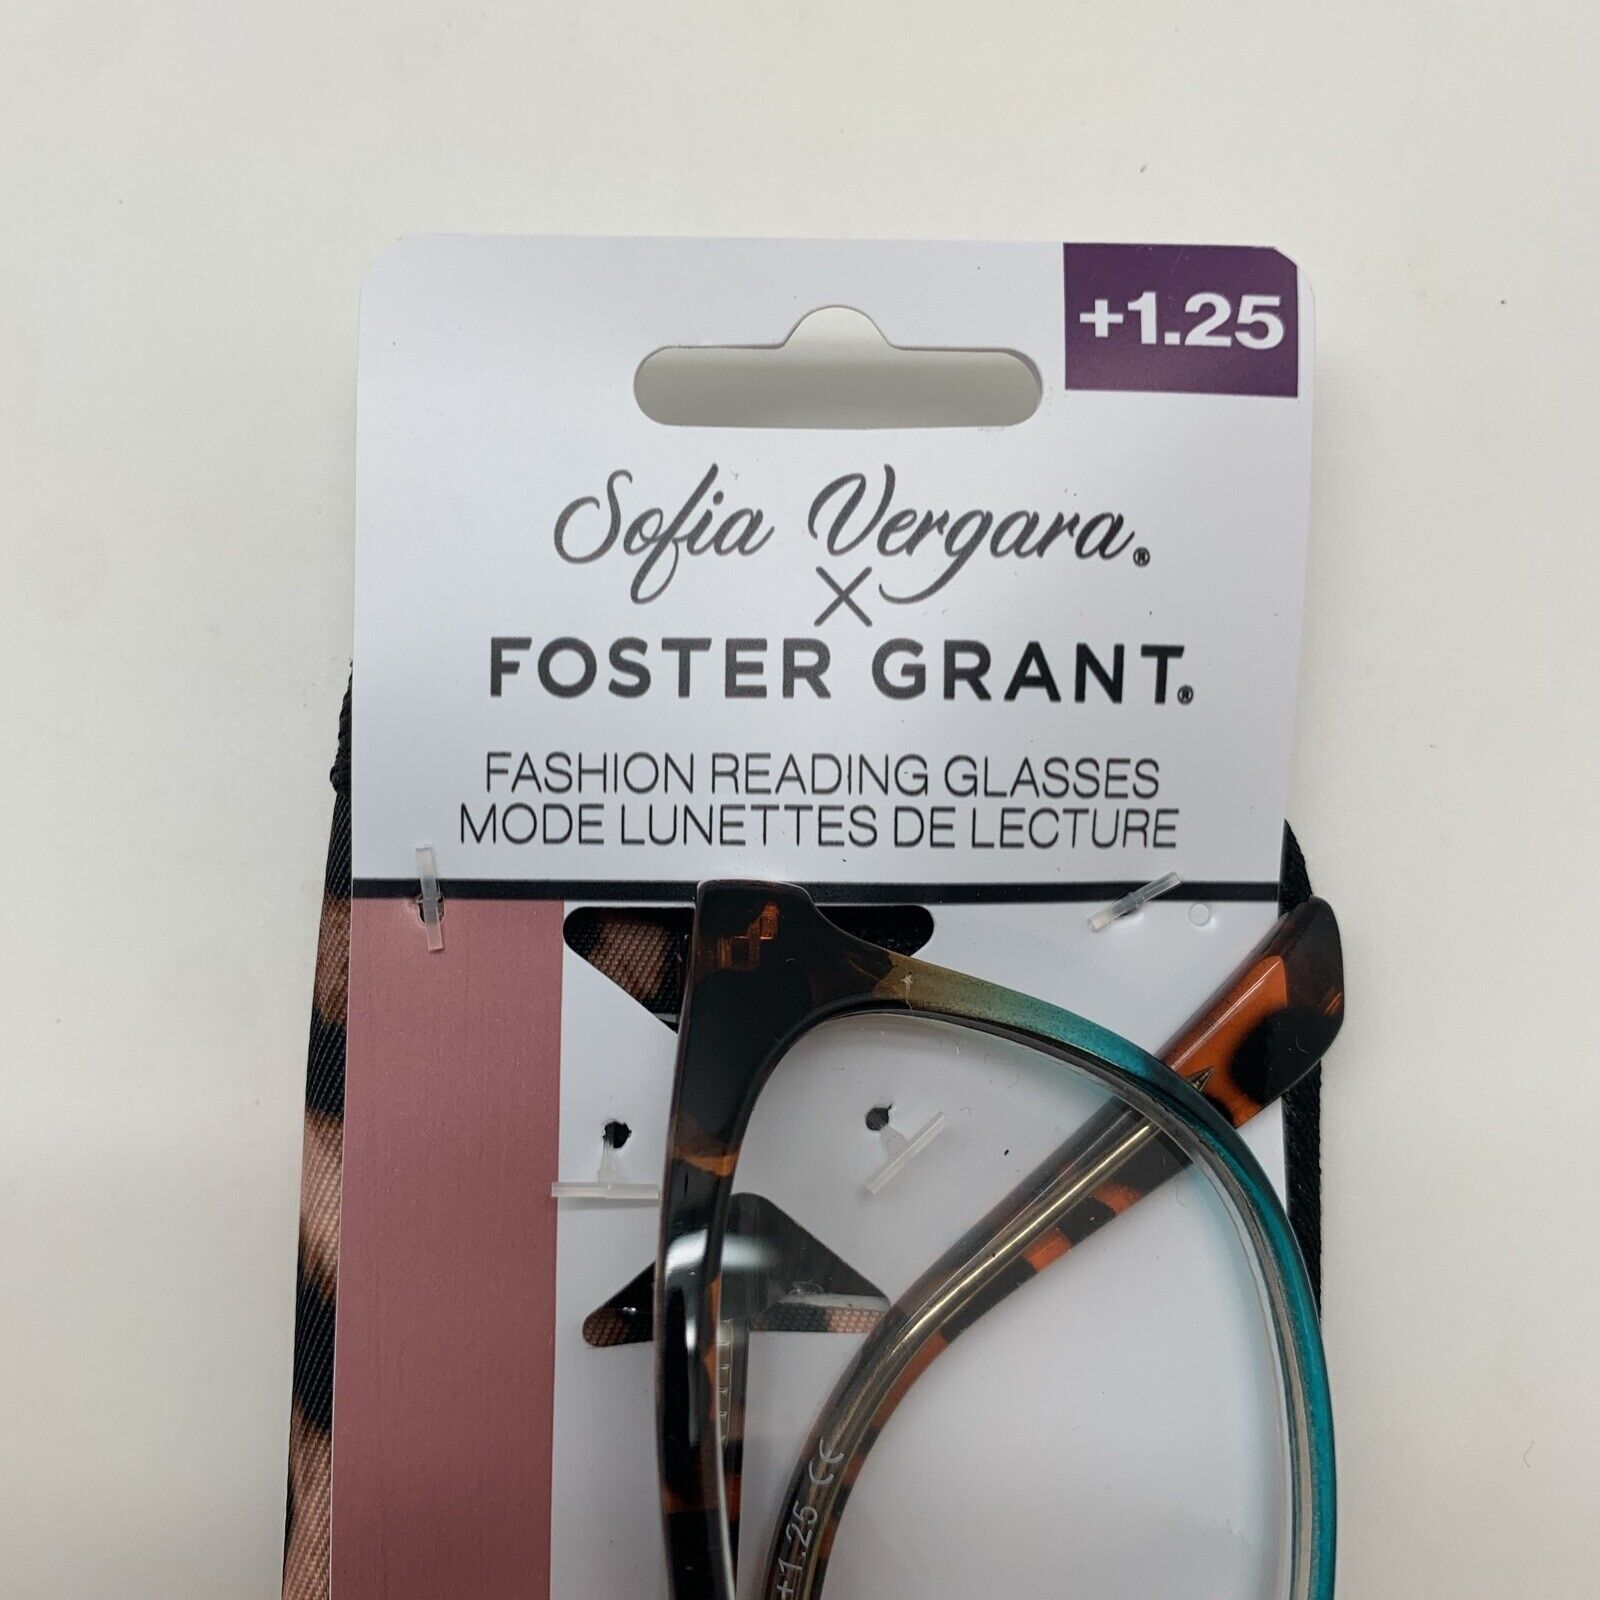 +1.25
Sofia Vergara®
X
FOSTER GRANT®
FASHION READING GLASSES
MODE LUNETTES DE LECTURE
+1.25 CE